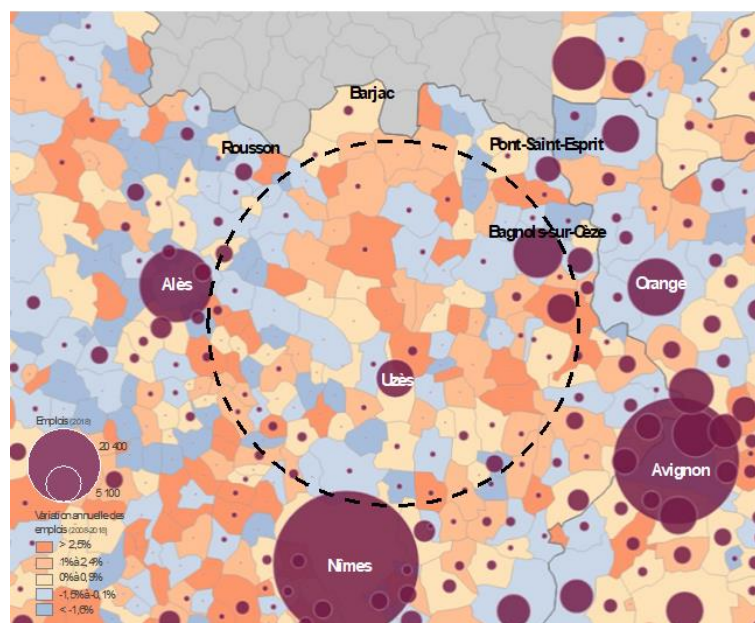 Barjac
Rousson
Pont-Saint-Esprit
Bagnols-sur-Cèze
Alès
Orange
Uzès
Avignon
Nîmes
Emplois (2018)
20 400
5 100
Variation annuelle des
emplois (2008-2018)
> 2,5%
1% à 2,4%
0% à 0,9%
-1,5% à -0,1%
< -1,6%